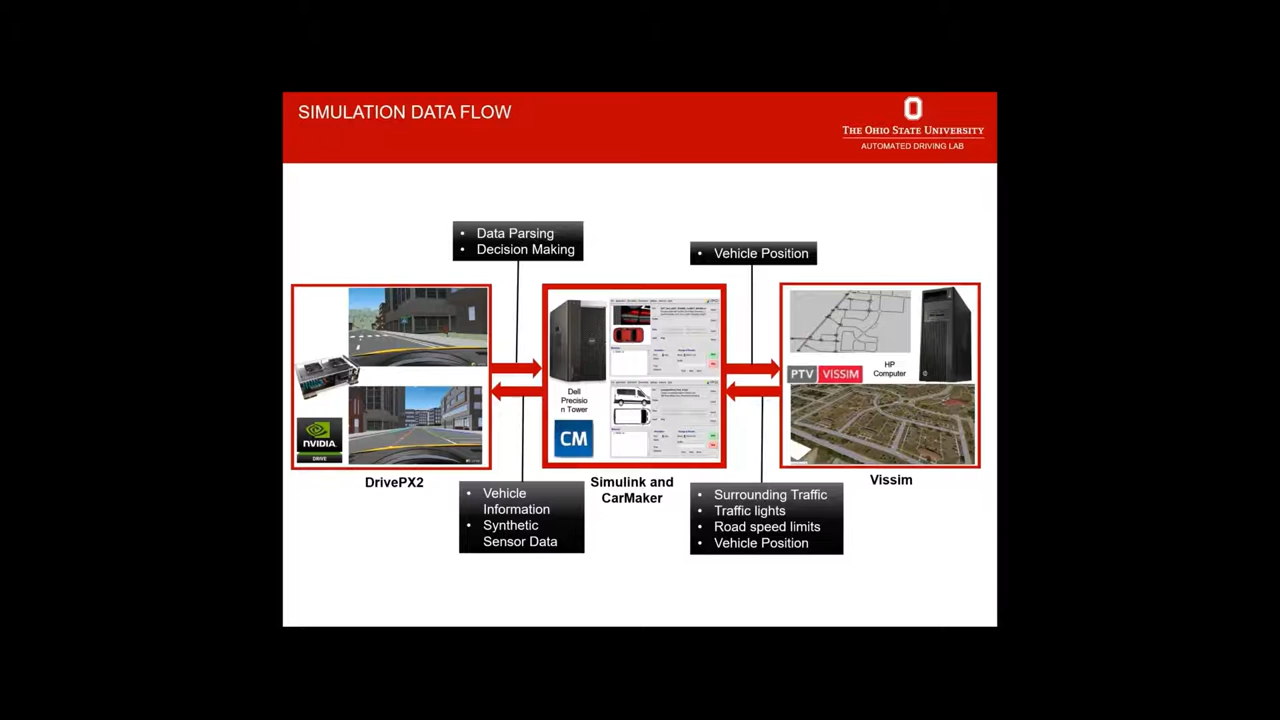 SIMULATION DATA FLOW
O
THE OHIO STATE UNIVERSITY
AUTOMATED DRIVING LAB
• Data Parsing
• Decision Making
• Vehicle Position
NVIDIA
DRIVE
DrivePX2
Dell
Precisio
n Tower
CM
Simulink and
CarMaker
HP
Computer
PTV VISSIM
Vissim
• Vehicle
Information
• Synthetic
Sensor Data
• Surrounding Traffic
• Traffic lights
• Road speed limits
• Vehicle Position